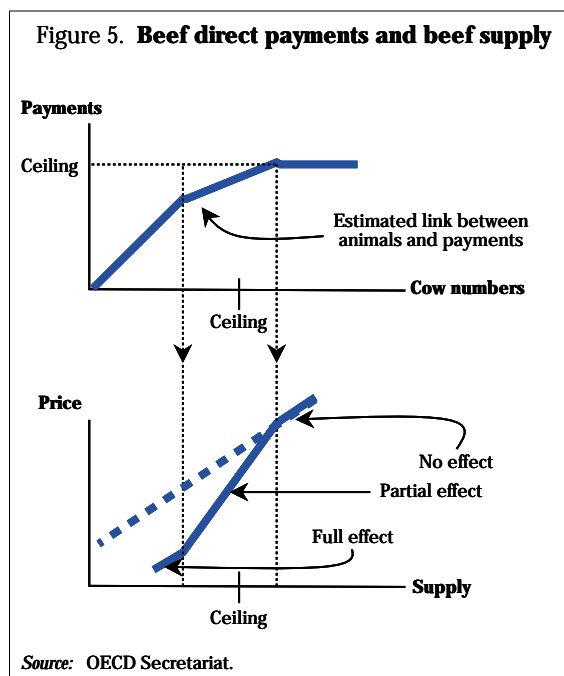 Figure 5. Beef direct payments and beef supply
Payments
Ceiling
Estimated link between
animals and payments
Cow numbers
Ceiling
Price
No effect
Partial effect
Full effect
Supply
Ceiling
Source: OECD Secretariat.